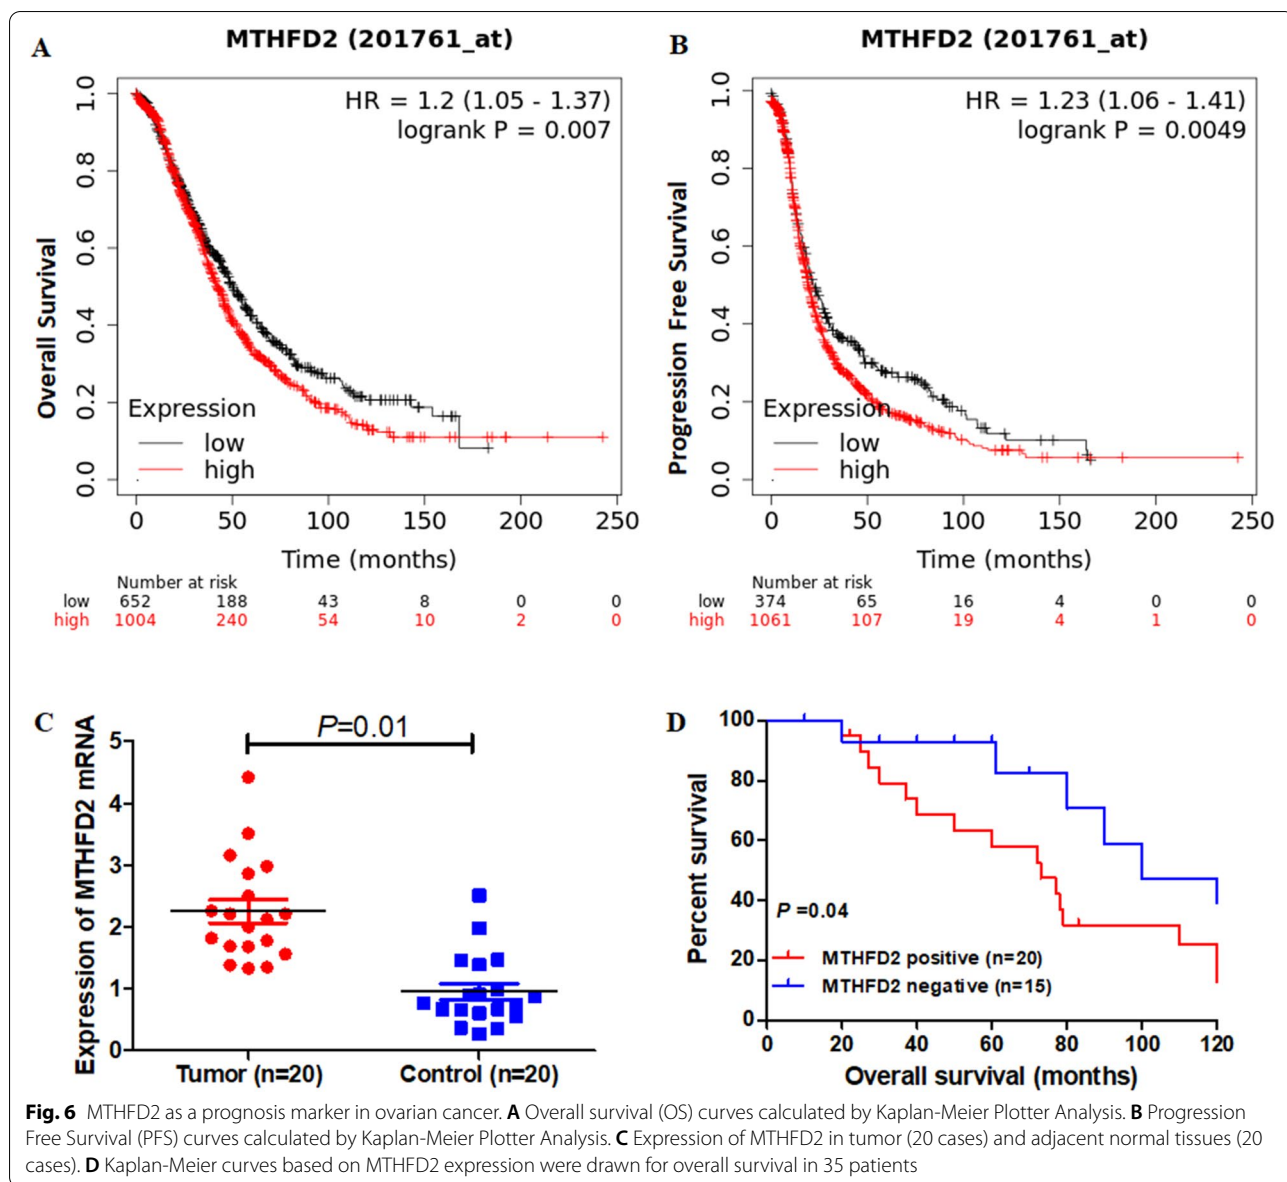 A
MTHFD2 (201761_at)
HR = 1.2 (1.05 - 1.37)
logrank P = 0.007
Overall Survival
1.0
0.8
0.6
0.4
0.2
0.0
Expression
low
high
0 50 100 150 200 250
Time (months)
Number at risk
low 652 188 43 8 0 0
high 1004 240 54 10 2 0
B
MTHFD2 (201761_at)
HR = 1.23 (1.06 - 1.41)
logrank P = 0.0049
Progression Free Survival
1.0
0.8
0.6
0.4
0.2
0.0
Expression
low
high
0 50 100 150 200 250
Time (months)
Number at risk
low 374 65 16 4 0 0
high 1061 107 19 4 1 0
C
Expression of MTHFD2 mRNA
P=0.01
5
4
3
2
1
0
Tumor (n=20) Control (n=20)
D
Percent survival
100
80
60
40
20
0
P =0.04
MTHFD2 positive (n=20)
MTHFD2 negative (n=15)
0 20 40 60 80 100 120
Overall survival (months)
Fig. 6 MTHFD2 as a prognosis marker in ovarian cancer. A Overall survival (OS) curves calculated by Kaplan-Meier Plotter Analysis. B Progression
Free Survival (PFS) curves calculated by Kaplan-Meier Plotter Analysis. C Expression of MTHFD2 in tumor (20 cases) and adjacent normal tissues (20
cases). D Kaplan-Meier curves based on MTHFD2 expression were drawn for overall survival in 35 patients